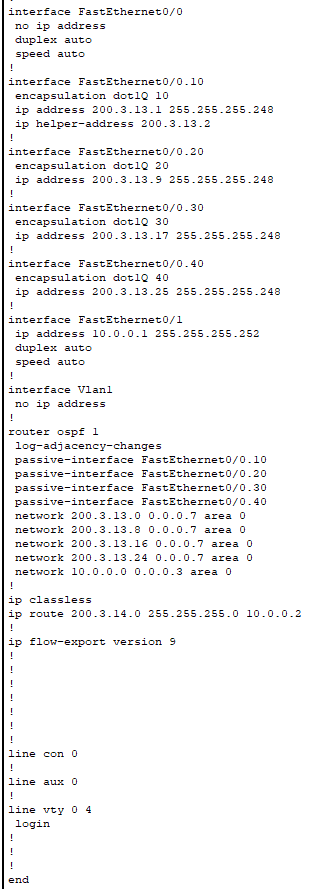 !
interface FastEthernet0/0
 no ip address
 duplex auto
 speed auto
!
interface FastEthernet0/0.10
 encapsulation dot1Q 10
 ip address 200.3.13.1 255.255.255.248
 ip helper-address 200.3.13.2
!
interface FastEthernet0/0.20
 encapsulation dot1Q 20
 ip address 200.3.13.9 255.255.255.248
!
interface FastEthernet0/0.30
 encapsulation dot1Q 30
 ip address 200.3.13.17 255.255.255.248
!
interface FastEthernet0/0.40
 encapsulation dot1Q 40
 ip address 200.3.13.25 255.255.255.248
!
interface FastEthernet0/1
 ip address 10.0.0.1 255.255.255.252
 duplex auto
 speed auto
!
interface Vlan1
 no ip address
!
router ospf 1
 log-adjacency-changes
 passive-interface FastEthernet0/0.10
 passive-interface FastEthernet0/0.20
 passive-interface FastEthernet0/0.30
 passive-interface FastEthernet0/0.40
 network 200.3.13.0 0.0.0.7 area 0
 network 200.3.13.8 0.0.0.7 area 0
 network 200.3.13.16 0.0.0.7 area 0
 network 200.3.13.24 0.0.0.7 area 0
 network 10.0.0.0 0.0.0.3 area 0
!
ip classless
ip route 200.3.14.0 255.255.255.0 10.0.0.2
!
ip flow-export version 9
!
!
!
!
!
!
!
line con 0
!
line aux 0
!
line vty 0 4
 login
!
!
!
end